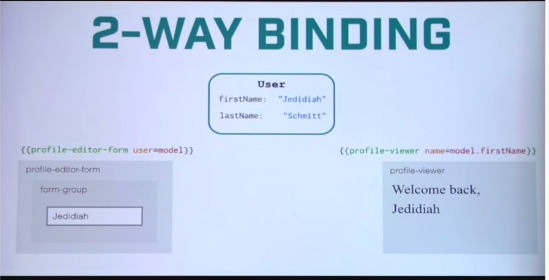 2-WAY BINDING
User
firstName: "Jedidiah"
lastName: "Schmitt"
{{profile-editor-form user=model}}
profile-editor-form
form-group
Jedidiah
{{profile-viewer name=model.firstName}}
profile-viewer
Welcome back,
Jedidiah